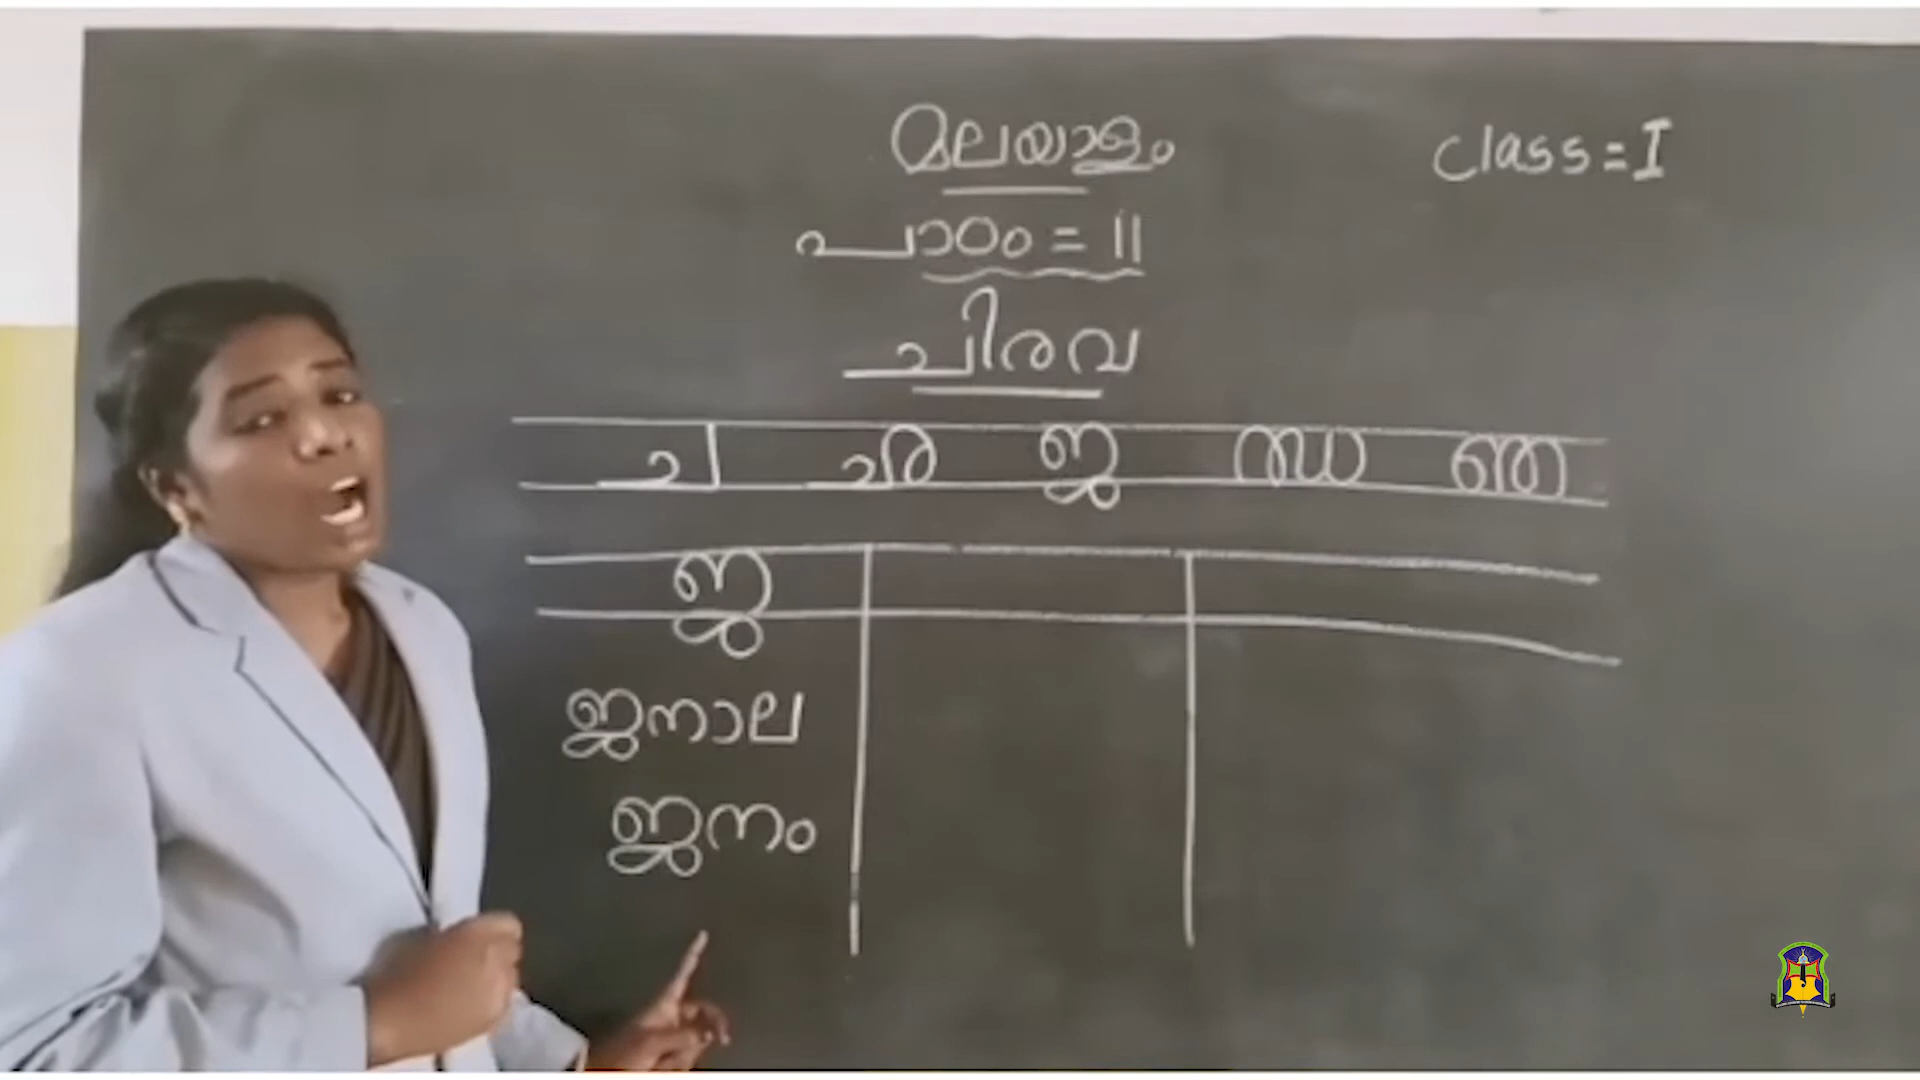 മലയാളം
Class = I
പാഠം = 11
ചിരവ
ച ഛ ജ ഝ ഞ
ജ
ജനാല
ജനം